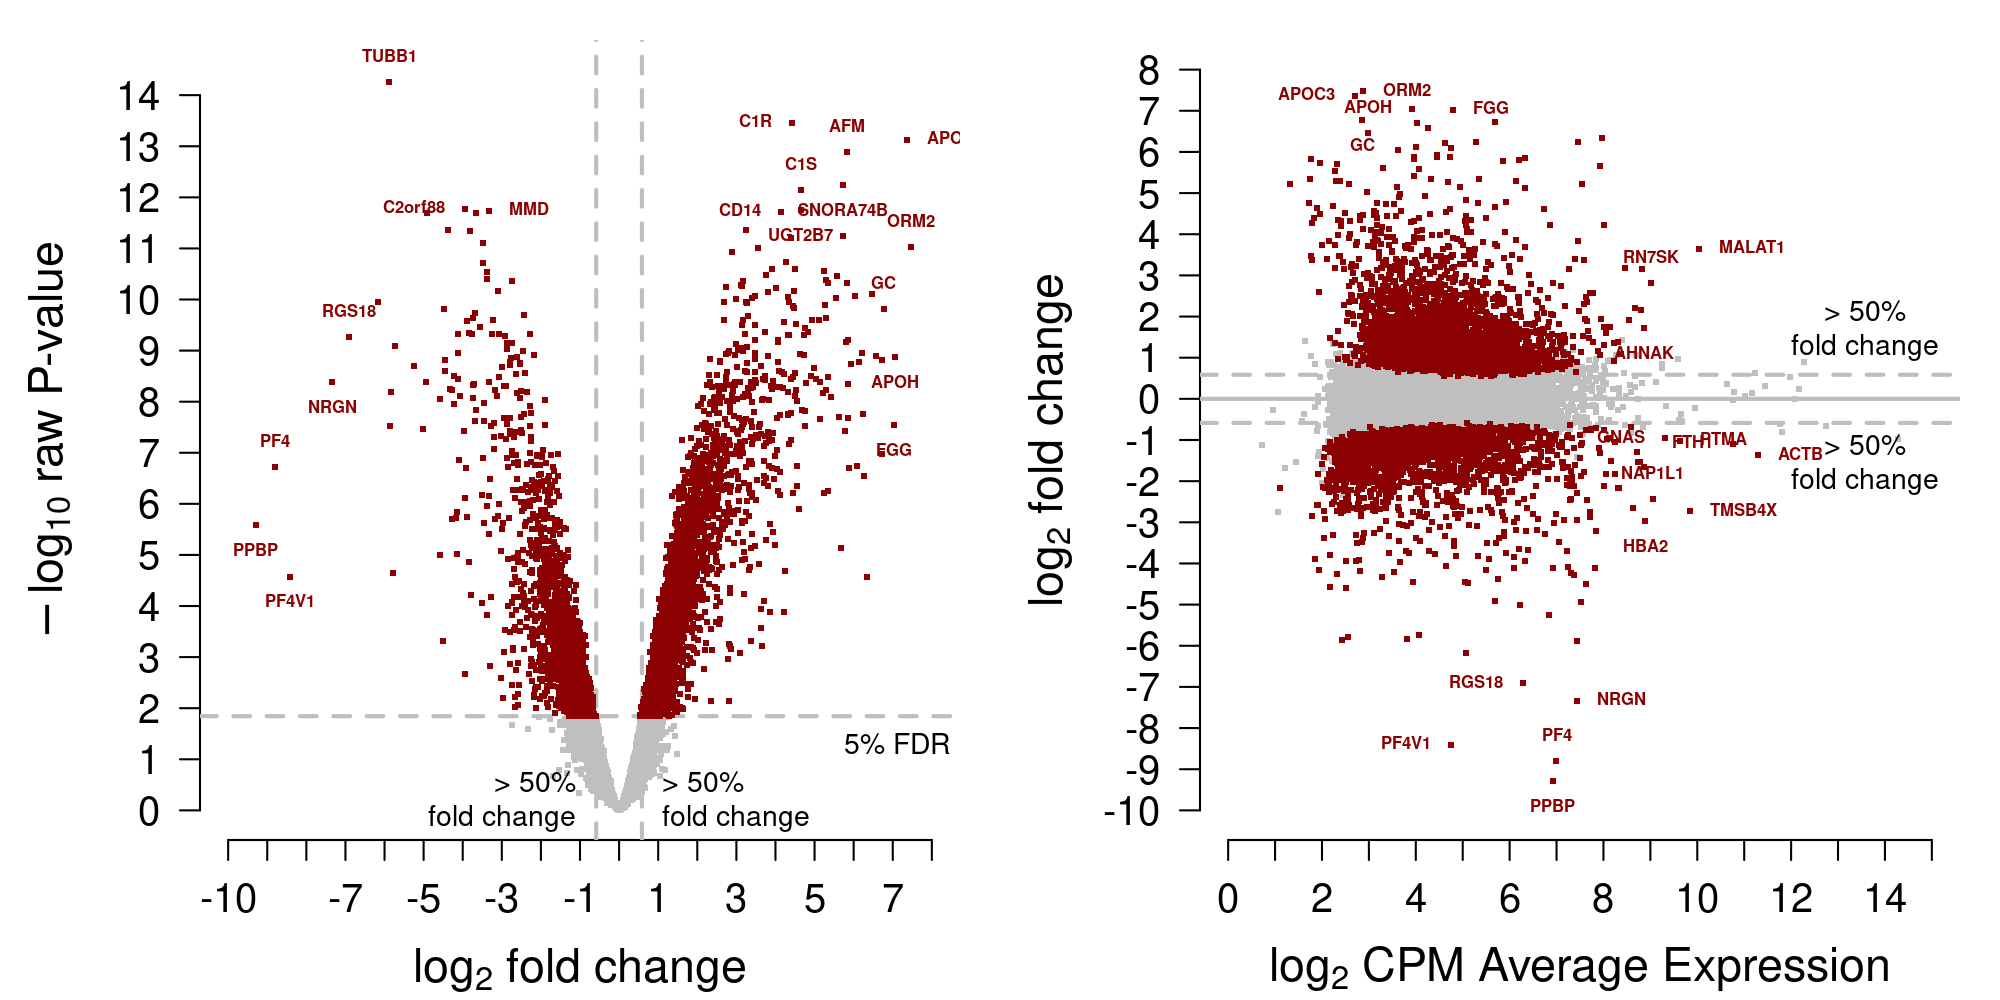 TUBB1
C1R
AFM
APO
C1S
C2orf88
MMD
CD14
SNORA74B
ORM2
UGT2B7
GC
RGS18
NRGN
APOH
PF4
FGG
PPBP
PF4V1
5% FDR
> 50%
fold change
> 50%
fold change
14
13
12
11
10
9
8
7
6
5
4
3
2
1
0
− log10 raw P-value
-10
-7
-5
-3
-1
1
3
5
7
log2 fold change
APOC3
ORM2
APOH
FGG
GC
RN7SK
MALAT1
> 50%
fold change
AHNAK
GNAS
FTH1
PTMA
ACTB
> 50%
fold change
NAP1L1
TMSB4X
HBA2
RGS18
NRGN
PF4V1
PF4
PPBP
8
7
6
5
4
3
2
1
0
-1
-2
-3
-4
-5
-6
-7
-8
-9
-10
log2 fold change
0
2
4
6
8
10
12
14
log2 CPM Average Expression